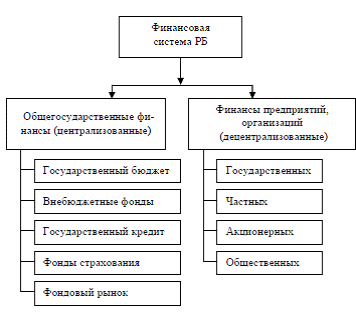 Финансовая
система РБ
Общегосударственные фи-
нансы (централизованные)
Финансы предприятий,
организаций
(децентрализованные)
Государственный бюджет
Внебюджетные фонды
Государственный кредит
Фонды страхования
Фондовый рынок
Государственных
Частных
Акционерных
Общественных